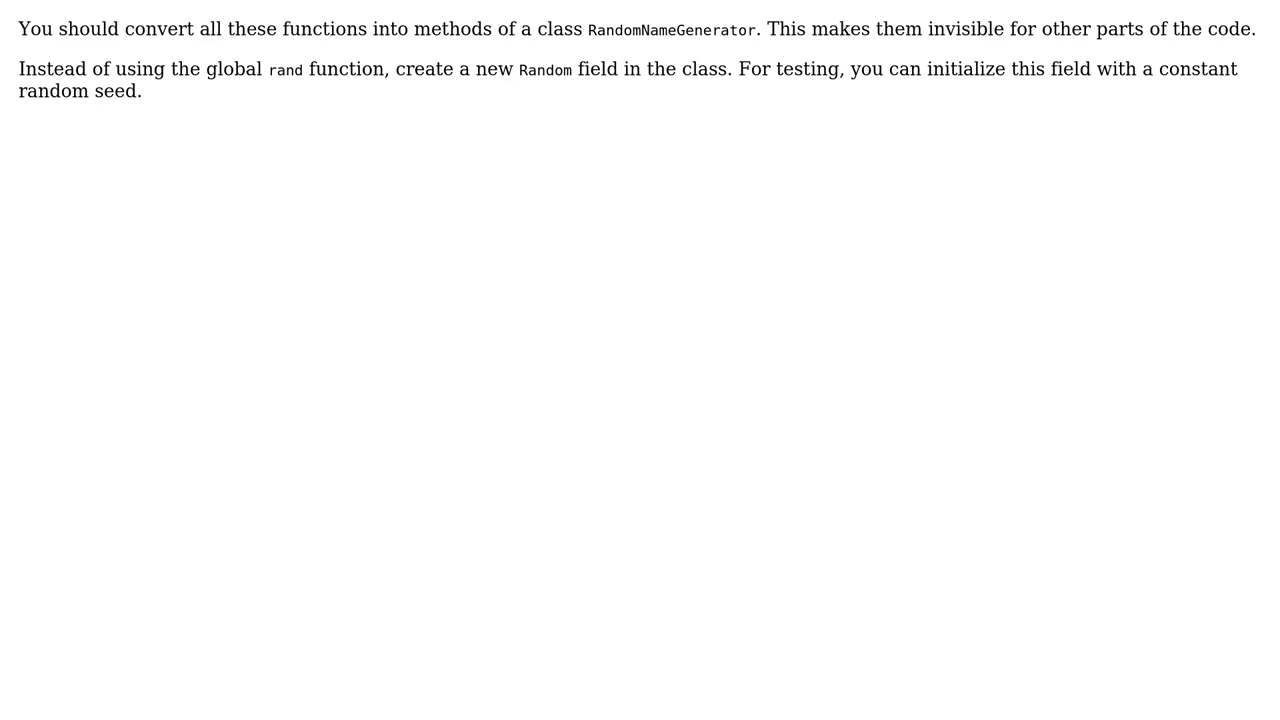 You should convert all these functions into methods of a class RandomNameGenerator. This makes them invisible for other parts of the code.
Instead of using the global rand function, create a new Random field in the class. For testing, you can initialize this field with a constant
random seed.